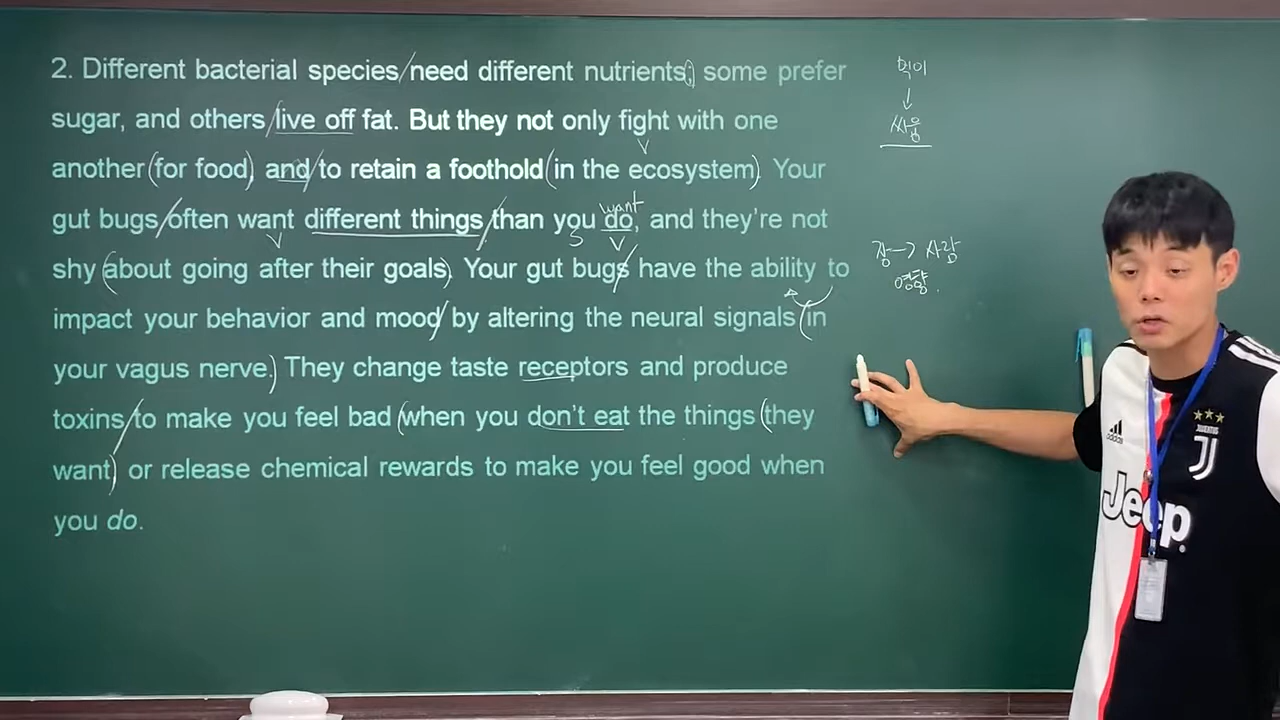 2. Different bacterial species need different nutrients; some prefer
sugar, and others live off fat. But they not only fight with one
another for food, and to retain a foothold in the ecosystem. Your
gut bugs often want different things than you do, and they're not
want
shy about going after their goals. Your gut bugs have the ability to
impact your behavior and mood by altering the neural signals in
your vagus nerve. They change taste receptors and produce
toxins to make you feel bad when you don't eat the things they
want or release chemical rewards to make you feel good when
you do.
먹이
↓
싸움
장 → 사람
영향.
adidas
JUVENTUS
Jeep